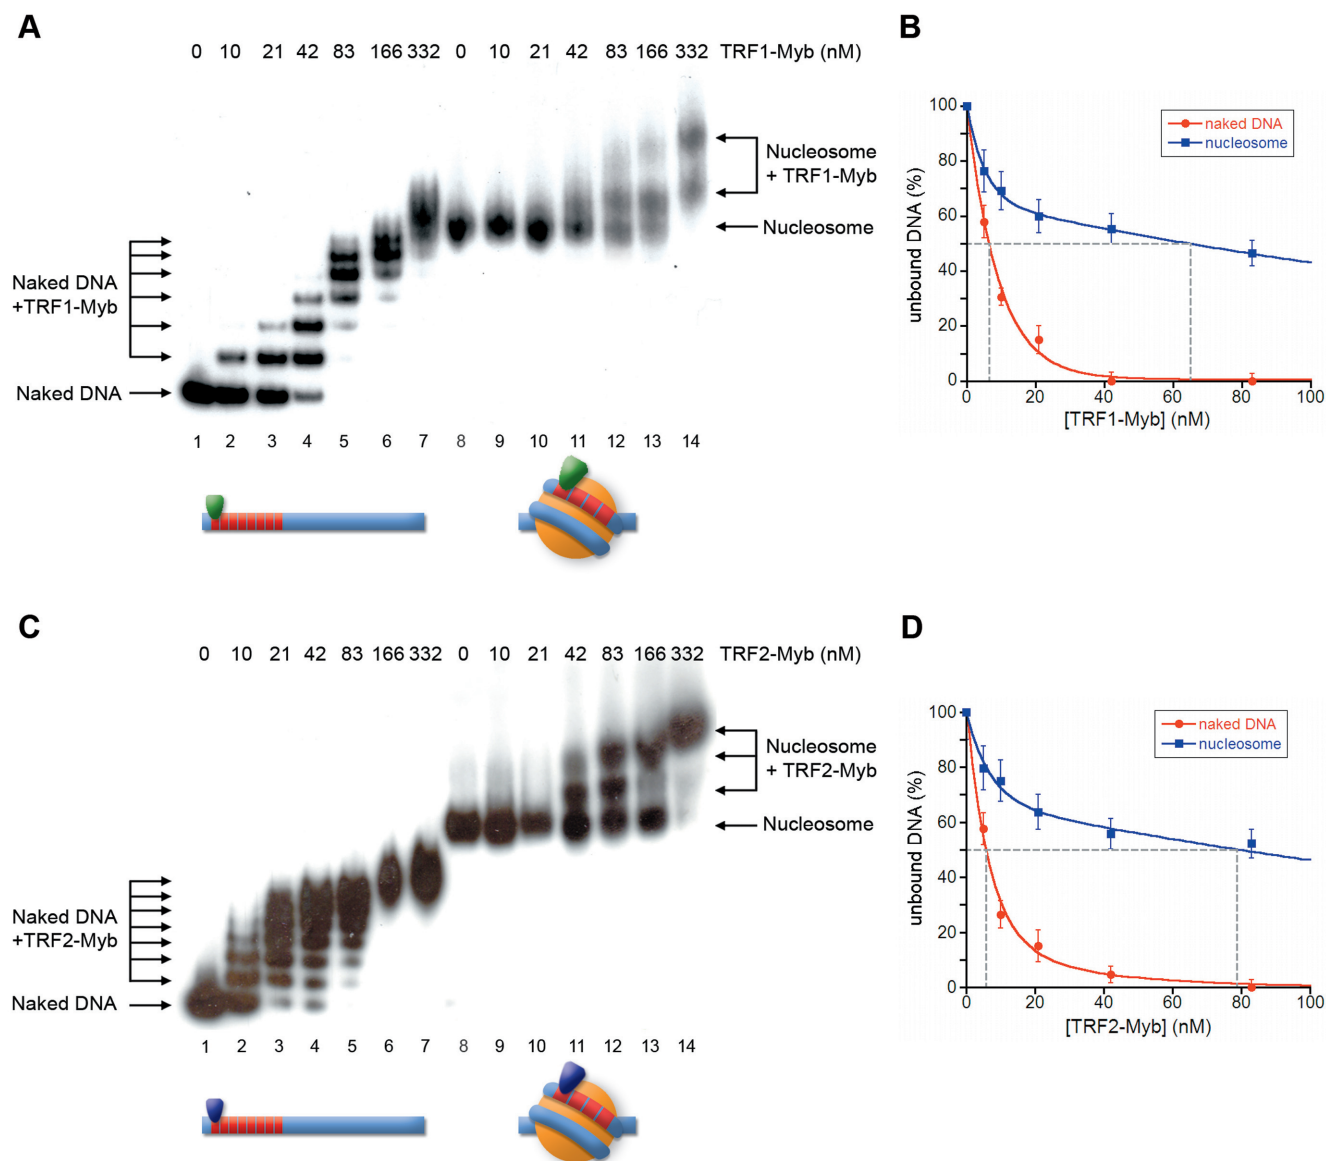 A
0 10 21 42 83 166 332 0 10 21 42 83 166 332 TRF1-Myb (nM)
Naked DNA
+TRF1-Myb
Naked DNA
Nucleosome
+ TRF1-Myb
Nucleosome
1 2 3 4 5 6 7 8 9 10 11 12 13 14
B
100
80
60
40
20
0
unbound DNA (%)
naked DNA
nucleosome
0 20 40 60 80 100
[TRF1-Myb] (nM)
C
0 10 21 42 83 166 332 0 10 21 42 83 166 332 TRF2-Myb (nM)
Naked DNA
+TRF2-Myb
Naked DNA
Nucleosome
+ TRF2-Myb
Nucleosome
1 2 3 4 5 6 7 8 9 10 11 12 13 14
D
100
80
60
40
20
0
unbound DNA (%)
naked DNA
nucleosome
0 20 40 60 80 100
[TRF2-Myb] (nM)